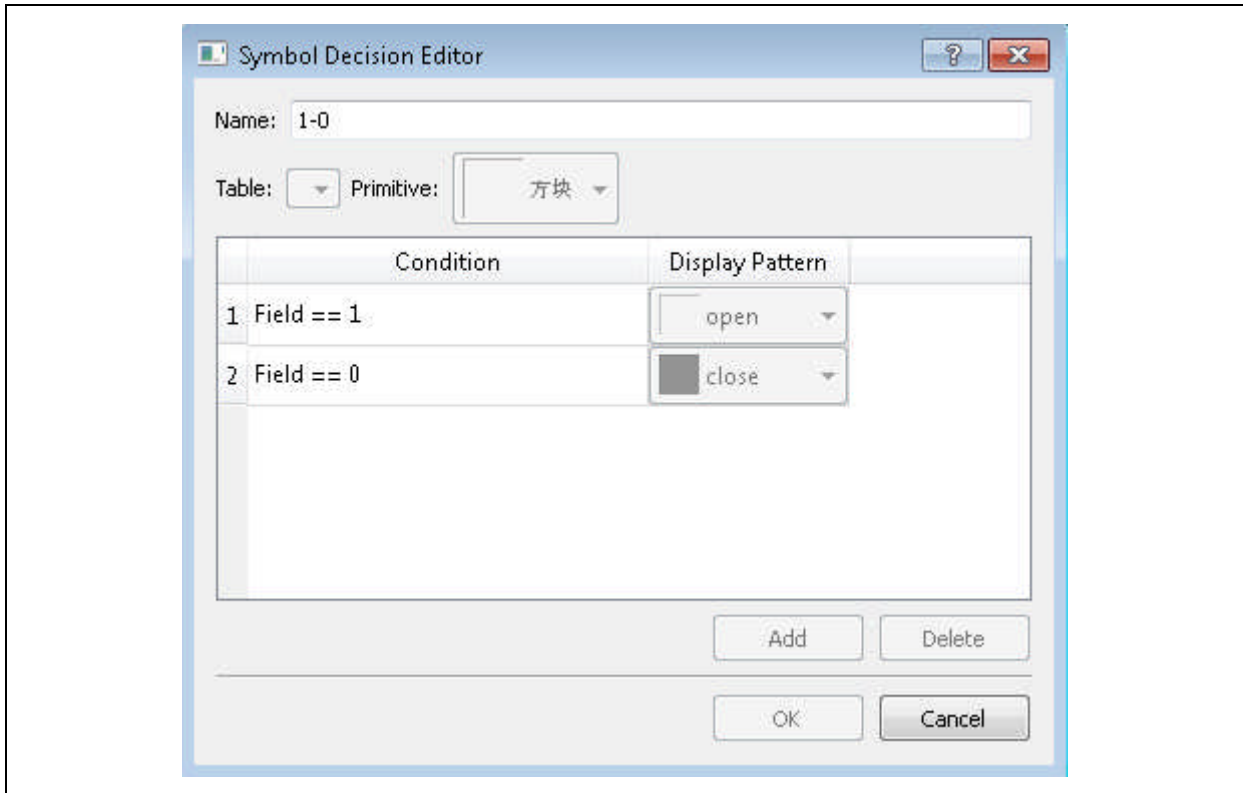 Symbol Decision Editor
Name: 1-0
Table: Primitive: 方块
Condition Display Pattern
1 Field == 1 open
2 Field == 0 close
Add Delete
OK Cancel